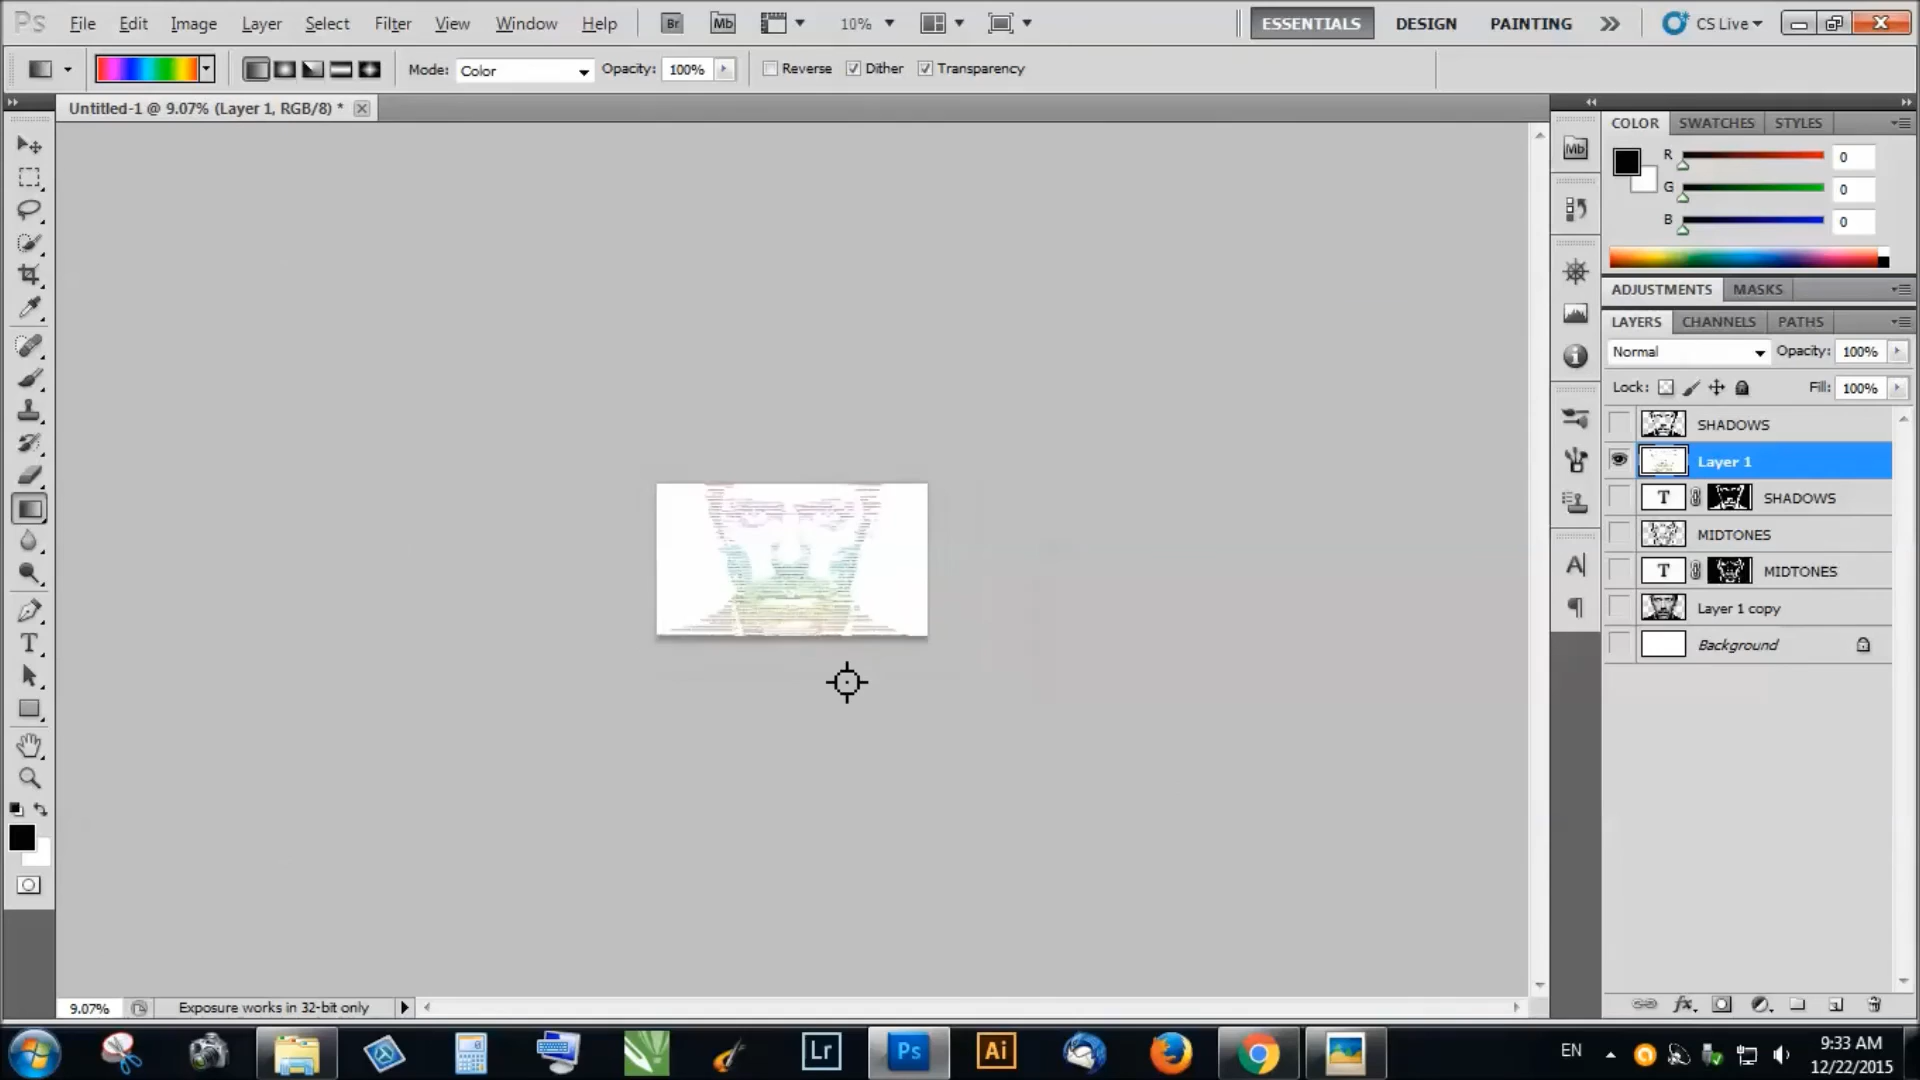 Ps File Edit Image Layer Select Filter View Window Help Br Mb 10% ESSENTIALS DESIGN PAINTING CS Live
Mode: Color Opacity: 100% Reverse Dither Transparency
Untitled-1 @ 9.07% (Layer 1, RGB/8) *
COLOR SWATCHES STYLES
Mb
R 0
G 0
B 0
ADJUSTMENTS MASKS
LAYERS CHANNELS PATHS
Normal Opacity: 100%
Lock: Fill: 100%
SHADOWS
Layer 1
T SHADOWS
MIDTONES
T MIDTONES
Layer 1 copy
Background
A
T
9.07% Exposure works in 32-bit only
fx
Lr Ps Ai
EN
9:33 AM
12/22/2015